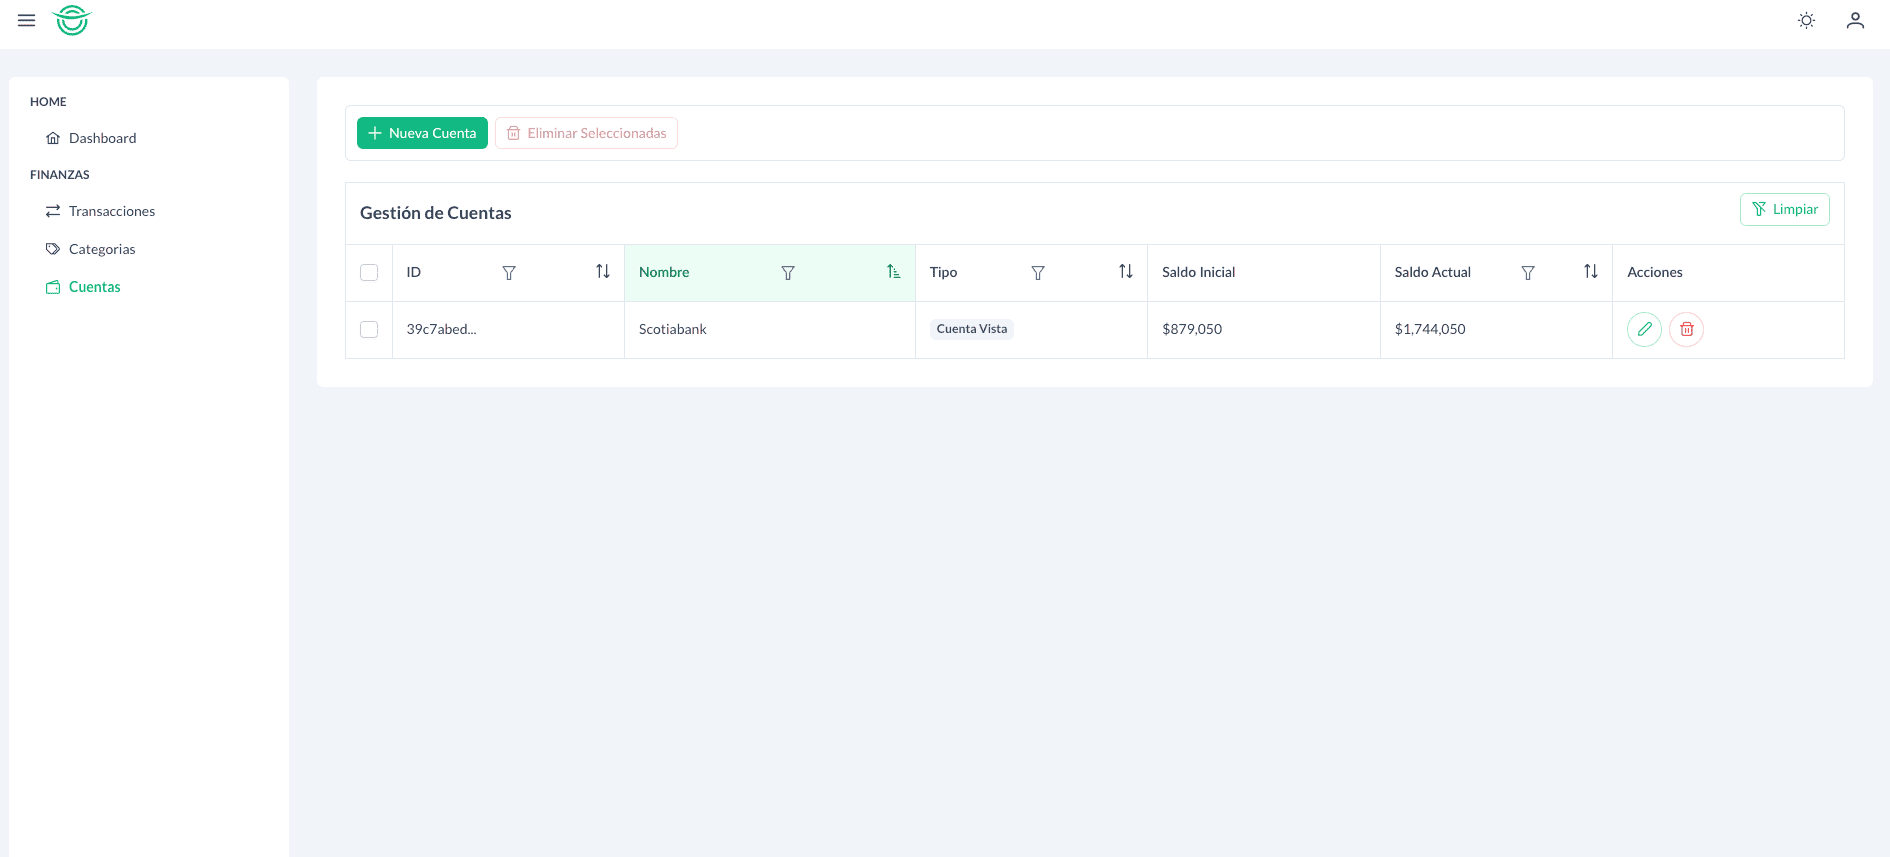 HOME
Dashboard
FINANZAS
Transacciones
Categorias
Cuentas
Nueva Cuenta
Eliminar Seleccionadas
Gestión de Cuentas
Limpiar
ID Nombre Tipo Saldo Inicial Saldo Actual Acciones
39c7abed... Scotiabank Cuenta Vista $879,050 $1,744,050